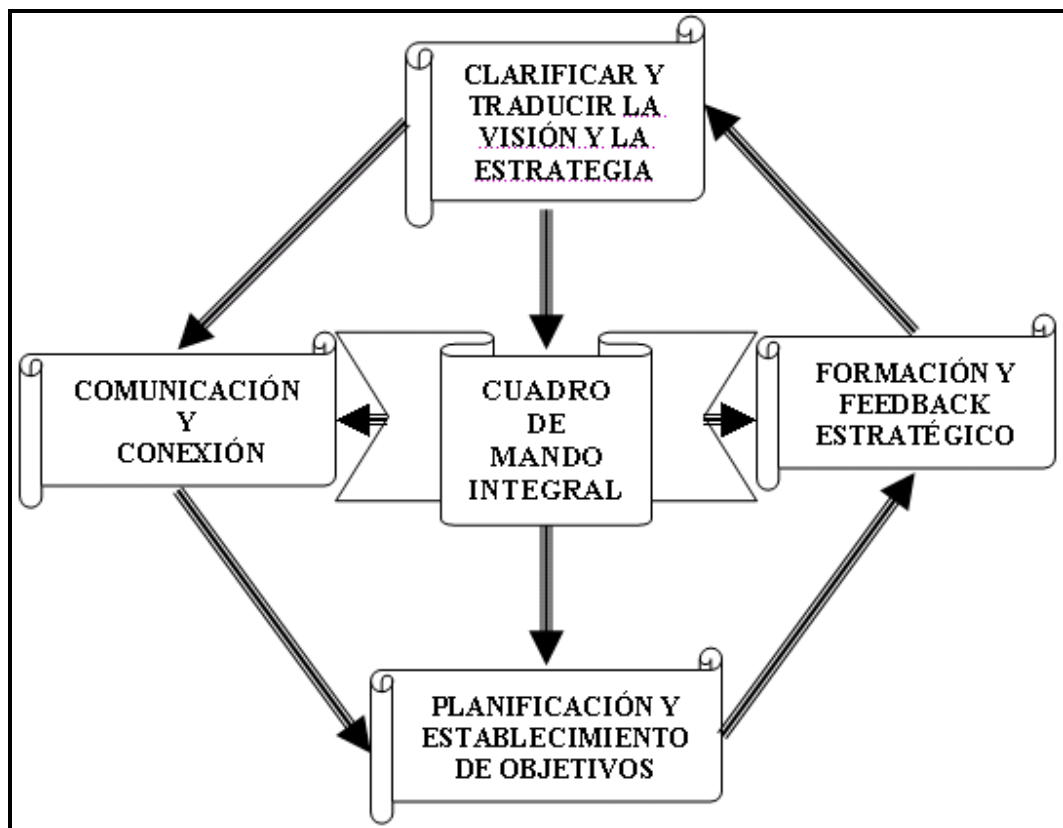 CLARIFICAR Y
TRADUCIR LA
VISIÓN Y LA
ESTRATEGIA
COMUNICACIÓN
Y
CONEXIÓN
CUADRO
DE
MANDO
INTEGRAL
FORMACIÓN Y
FEEDBACK
ESTRATÉGICO
PLANIFICACIÓN Y
ESTABLECIMIENTO
DE OBJETIVOS